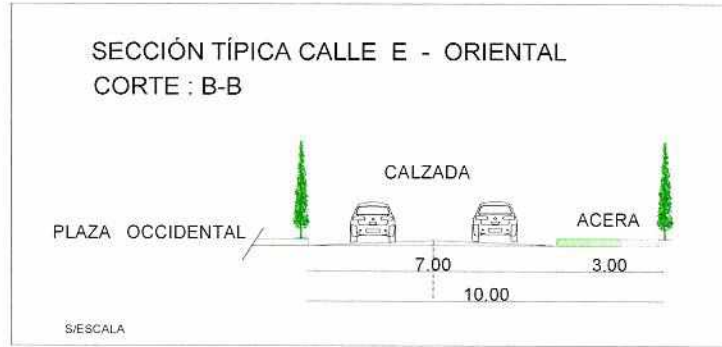 SECCIÓN TÍPICA CALLE E - ORIENTAL
CORTE : B-B
CALZADA
PLAZA OCCIDENTAL
ACERA
7.00
3.00
10.00
S/ESCALA